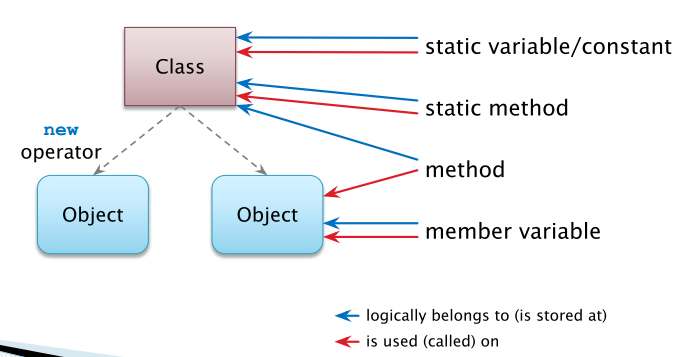 static variable/constant
Class
static method
new
operator
method
Object
Object
member variable
logically belongs to (is stored at)
is used (called) on